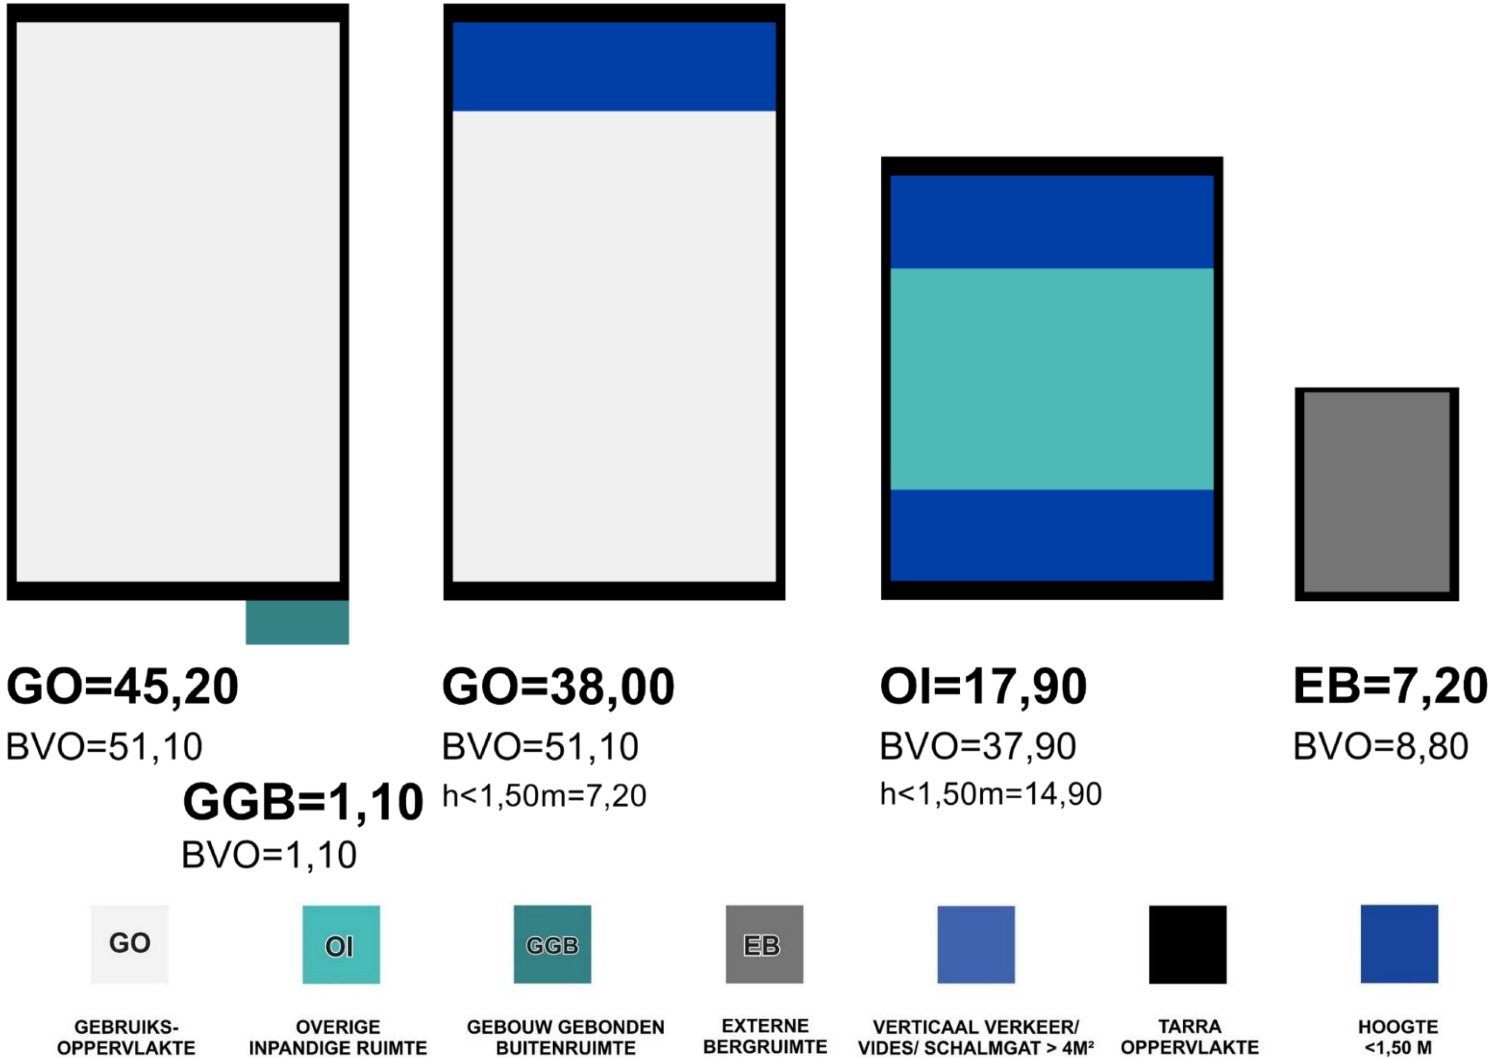 GO=45,20
BVO=51,10
GGB=1,10
BVO=1,10
GO=38,00
BVO=51,10
h<1,50m=7,20
OI=17,90
BVO=37,90
h<1,50m=14,90
EB=7,20
BVO=8,80
GO
GEBRUIKS-
OPPERVLAKTE
OI
OVERIGE
INPANDIGE RUIMTE
GGB
GEBOUW GEBONDEN
BUITENRUIMTE
EB
EXTERNE
BERGRUIMTE
VERTICAAL VERKEER/
VIDES/ SCHALMGAT > 4M²
TARRA
OPPERVLAKTE
HOOGTE
<1,50 M